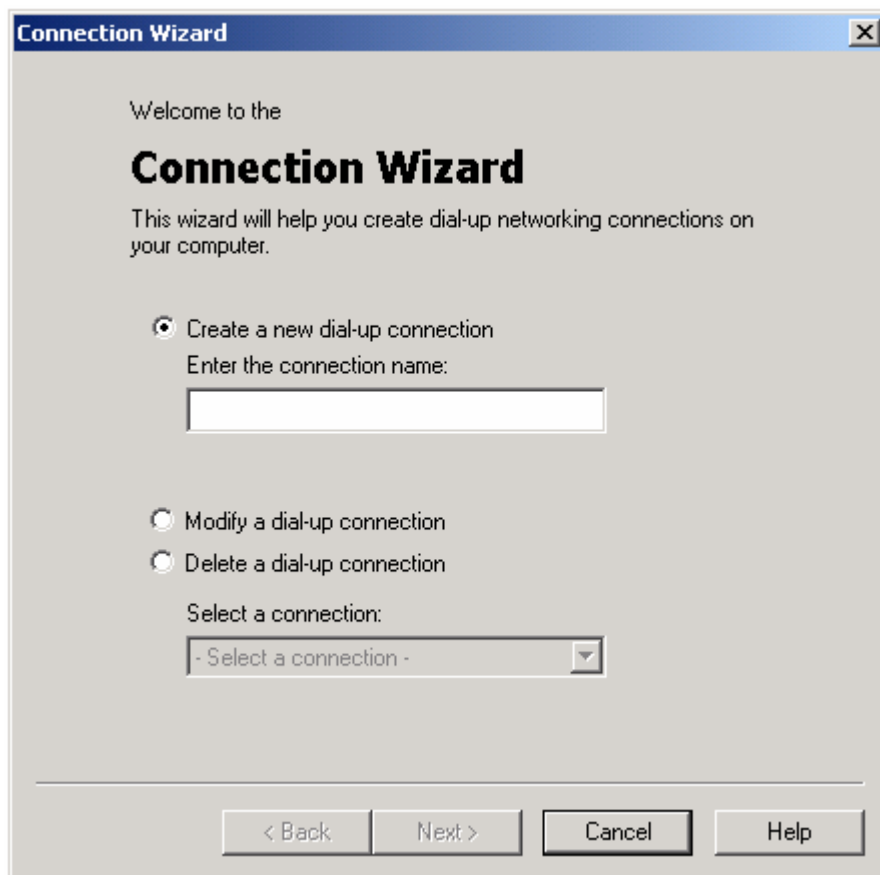 Connection Wizard
Welcome to the
Connection Wizard
This wizard will help you create dial-up networking connections on
your computer.
Create a new dial-up connection
Enter the connection name:
Modify a dial-up connection
Delete a dial-up connection
Select a connection:
- Select a connection -
< Back Next > Cancel Help